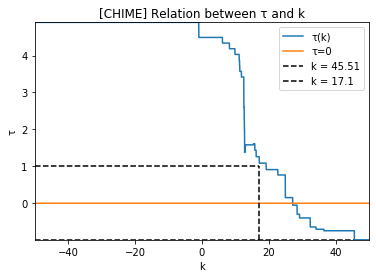 [CHIME] Relation between τ and k
τ(k)
τ=0
k = 45.51
k = 17.1
4
3
2
1
0
τ
−40
−20
0
20
40
k